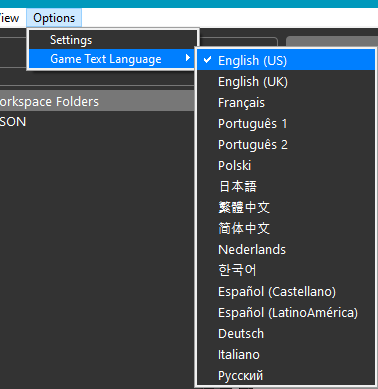 View Options
Settings
Game Text Language
English (US)
English (UK)
orkspace Folders
Français
SON
Português 1
Português 2
Polski
日本語
繁體中文
简体中文
Nederlands
한국어
Español (Castellano)
Español (LatinoAmérica)
Deutsch
Italiano
Русский